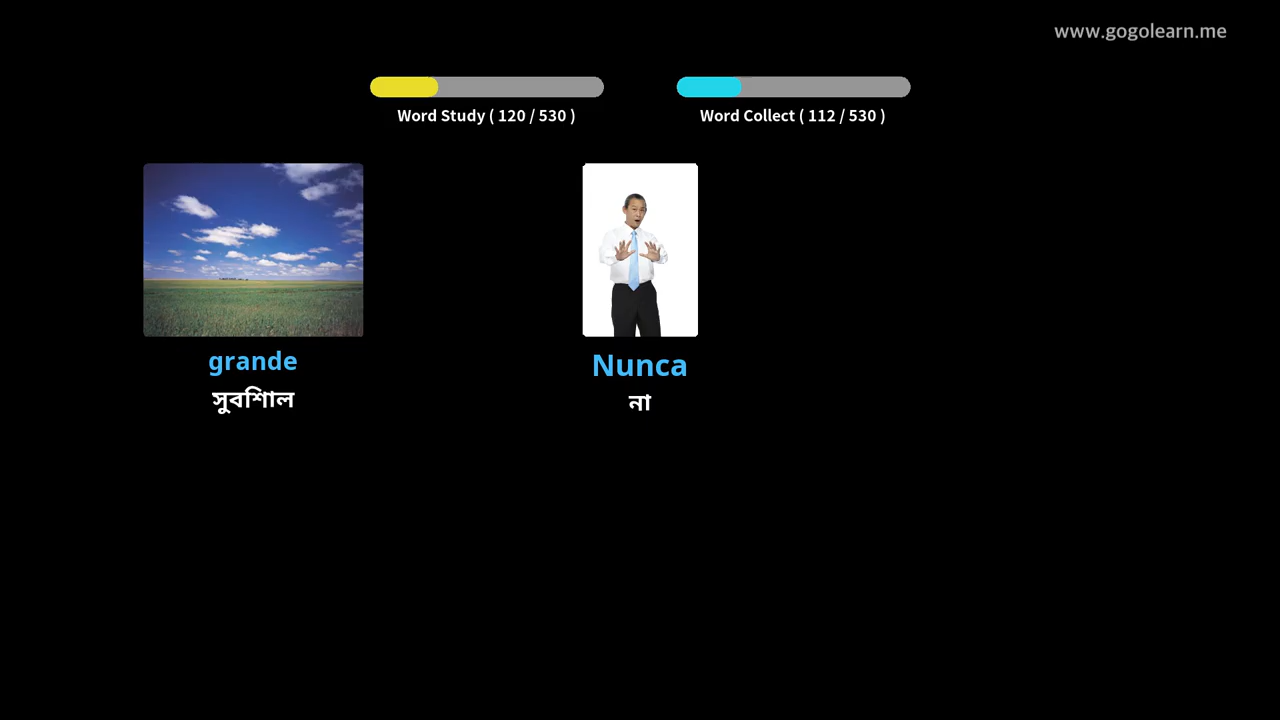 www.gogolearn.me
Word Study ( 120 / 530 )
Word Collect ( 112 / 530 )
grande
সুবিশাল
Nunca
না